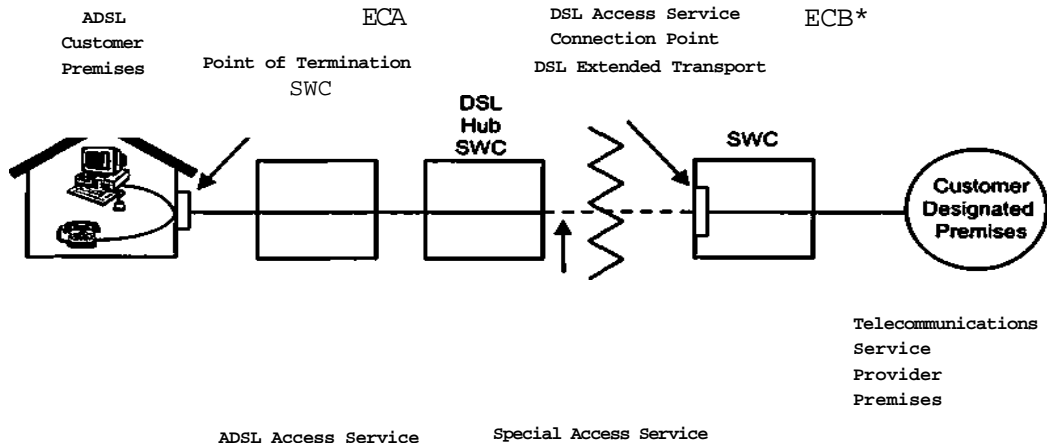 ADSL
Customer
Premises
ECA
Point of Termination
SWC
DSL Access Service
Connection Point
DSL Extended Transport
ECB*
DSL
Hub
SWC
SWC
Customer
Designated
Premises
Telecommunications
Service
Provider
Premises
ADSL Access Service
Special Access Service